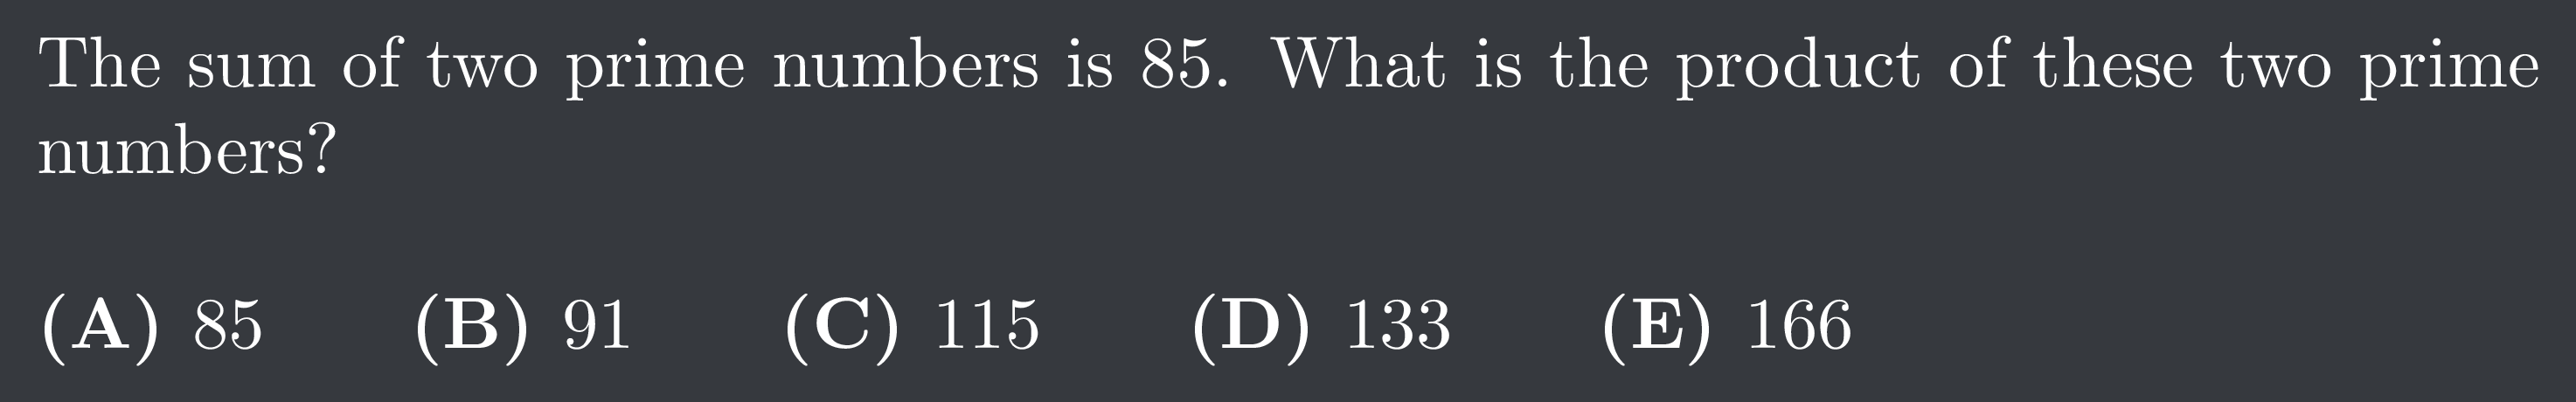 The sum of two prime numbers is 85. What is the product of these two prime
numbers?
(A) 85 (B) 91 (C) 115 (D) 133 (E) 166